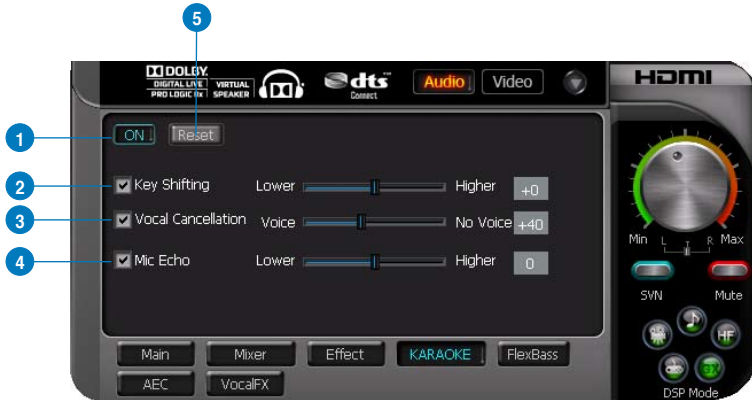 5
DOLBY
DIGITAL LIVE
PRO LOGIC IIx
VIRTUAL
SPEAKER
dts
Connect
Audio
Video
HDMI
1
ON
Reset
2
Key Shifting
Lower
Higher
+0
3
Vocal Cancellation
Voice
No Voice
+40
4
Mic Echo
Lower
Higher
0
Min
L
R
Max
SVN
Mute
HF
EX
DSP Mode
Main
Mixer
Effect
KARAOKE
FlexBass
AEC
VocalFX